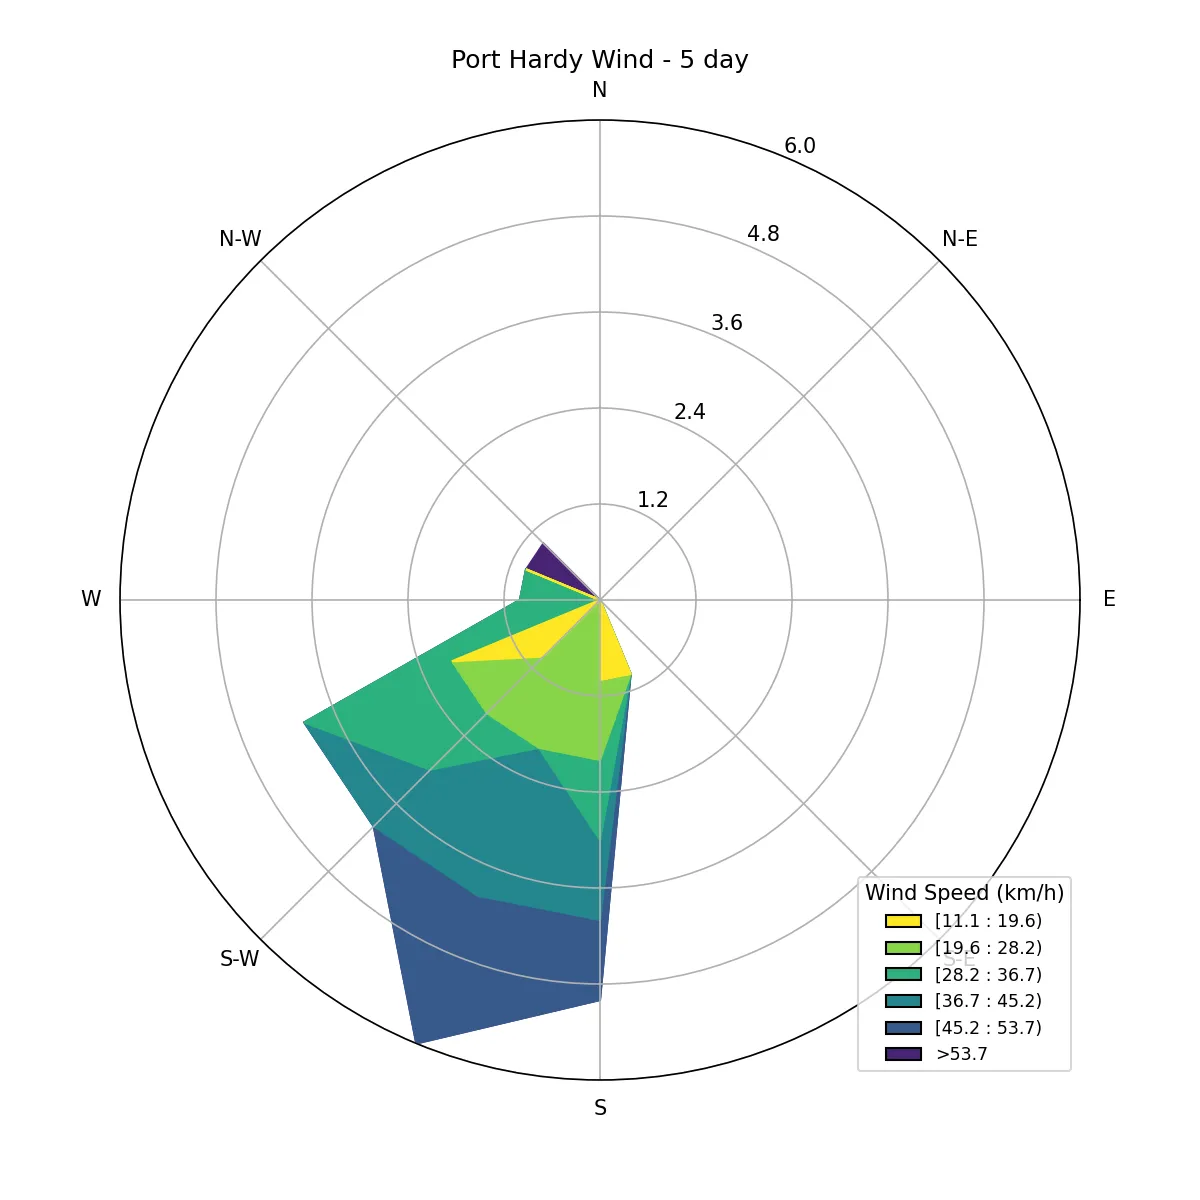 Port Hardy Wind - 5 day
N
6.0
N-W
4.8
N-E
3.6
2.4
1.2
W
E
S-W
S-E
S
Wind Speed (km/h)
[11.1 : 19.6)
[19.6 : 28.2)
[28.2 : 36.7)
[36.7 : 45.2)
[45.2 : 53.7)
>53.7